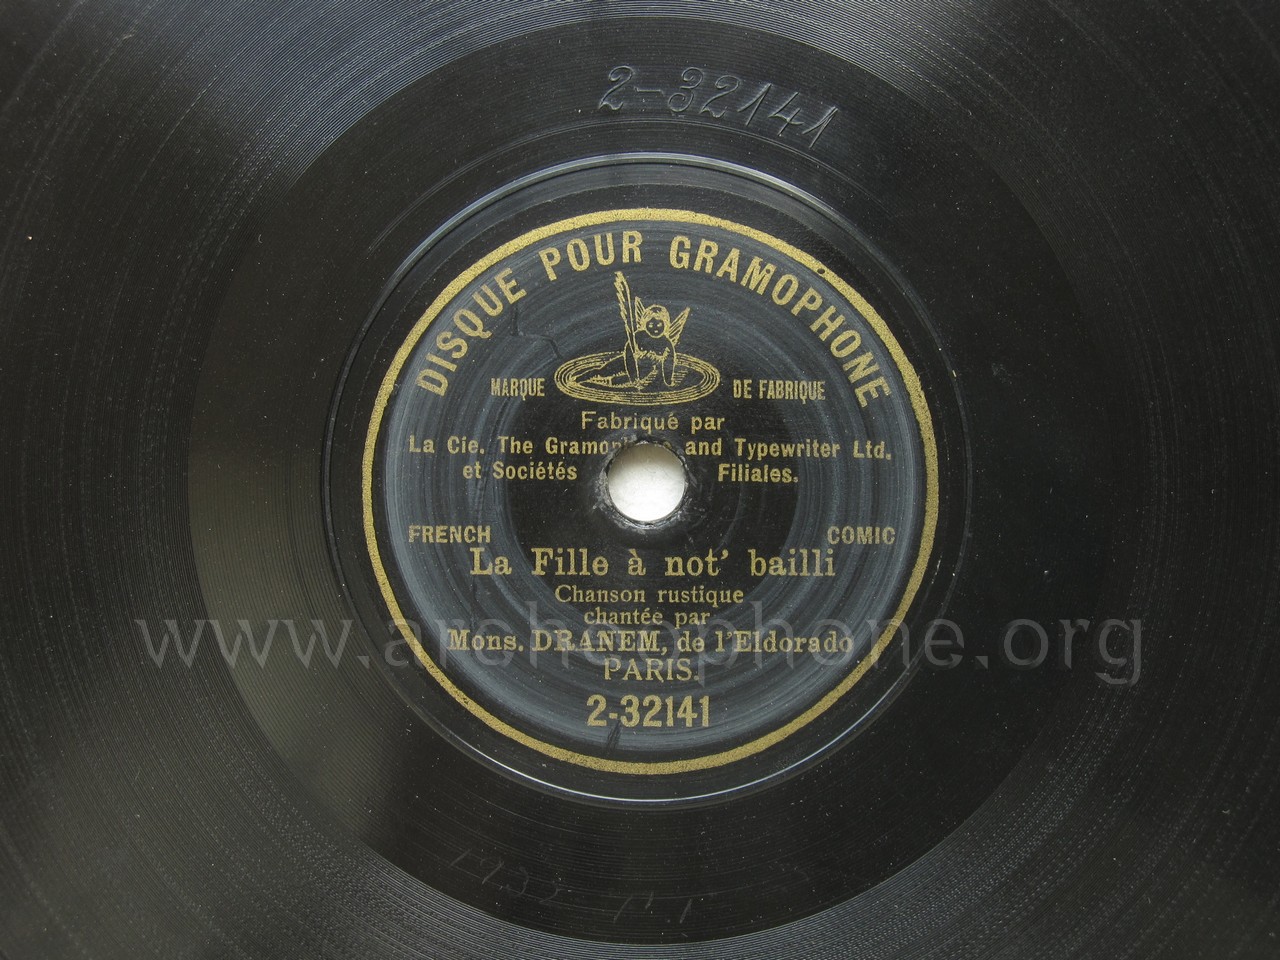 2-32141
DISQUE POUR GRAMOPHONE
MARQUE DE FABRIQUE
Fabriqué par
La Cie. The Gramophone and Typewriter Ltd.
et Sociétés Filiales.
FRENCH COMIC
La Fille à not' bailli
Chanson rustique
chantée par
www.archeophone.org
Mons. DRANEM, de l'Eldorado
PARIS.
2-32141